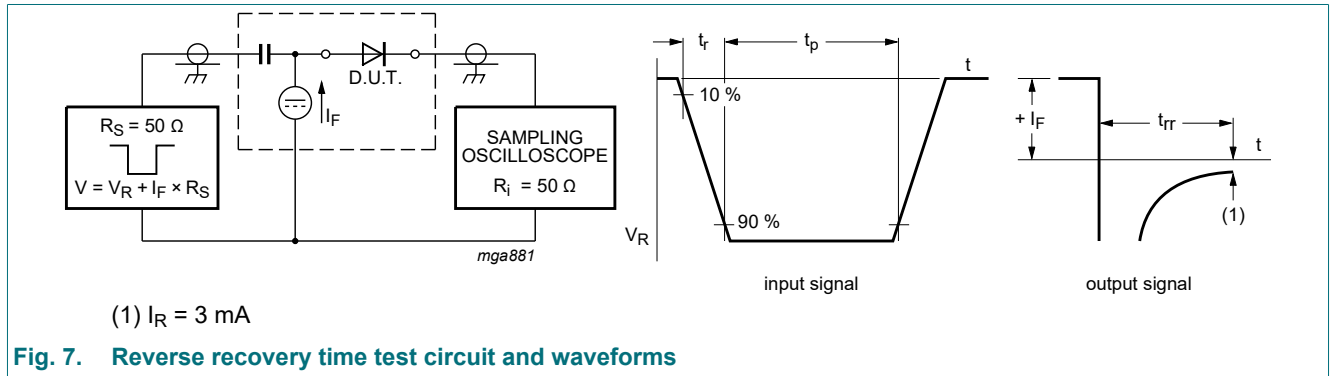 D.U.T.
I_F
R_S = 50 Ω
V = V_R + I_F × R_S
SAMPLING
OSCILLOSCOPE
R_i = 50 Ω
mga881
t_r
t_p
t
10 %
90 %
V_R
input signal
+ I_F
t_rr
t
(1)
output signal
(1) I_R = 3 mA
Fig. 7. Reverse recovery time test circuit and waveforms